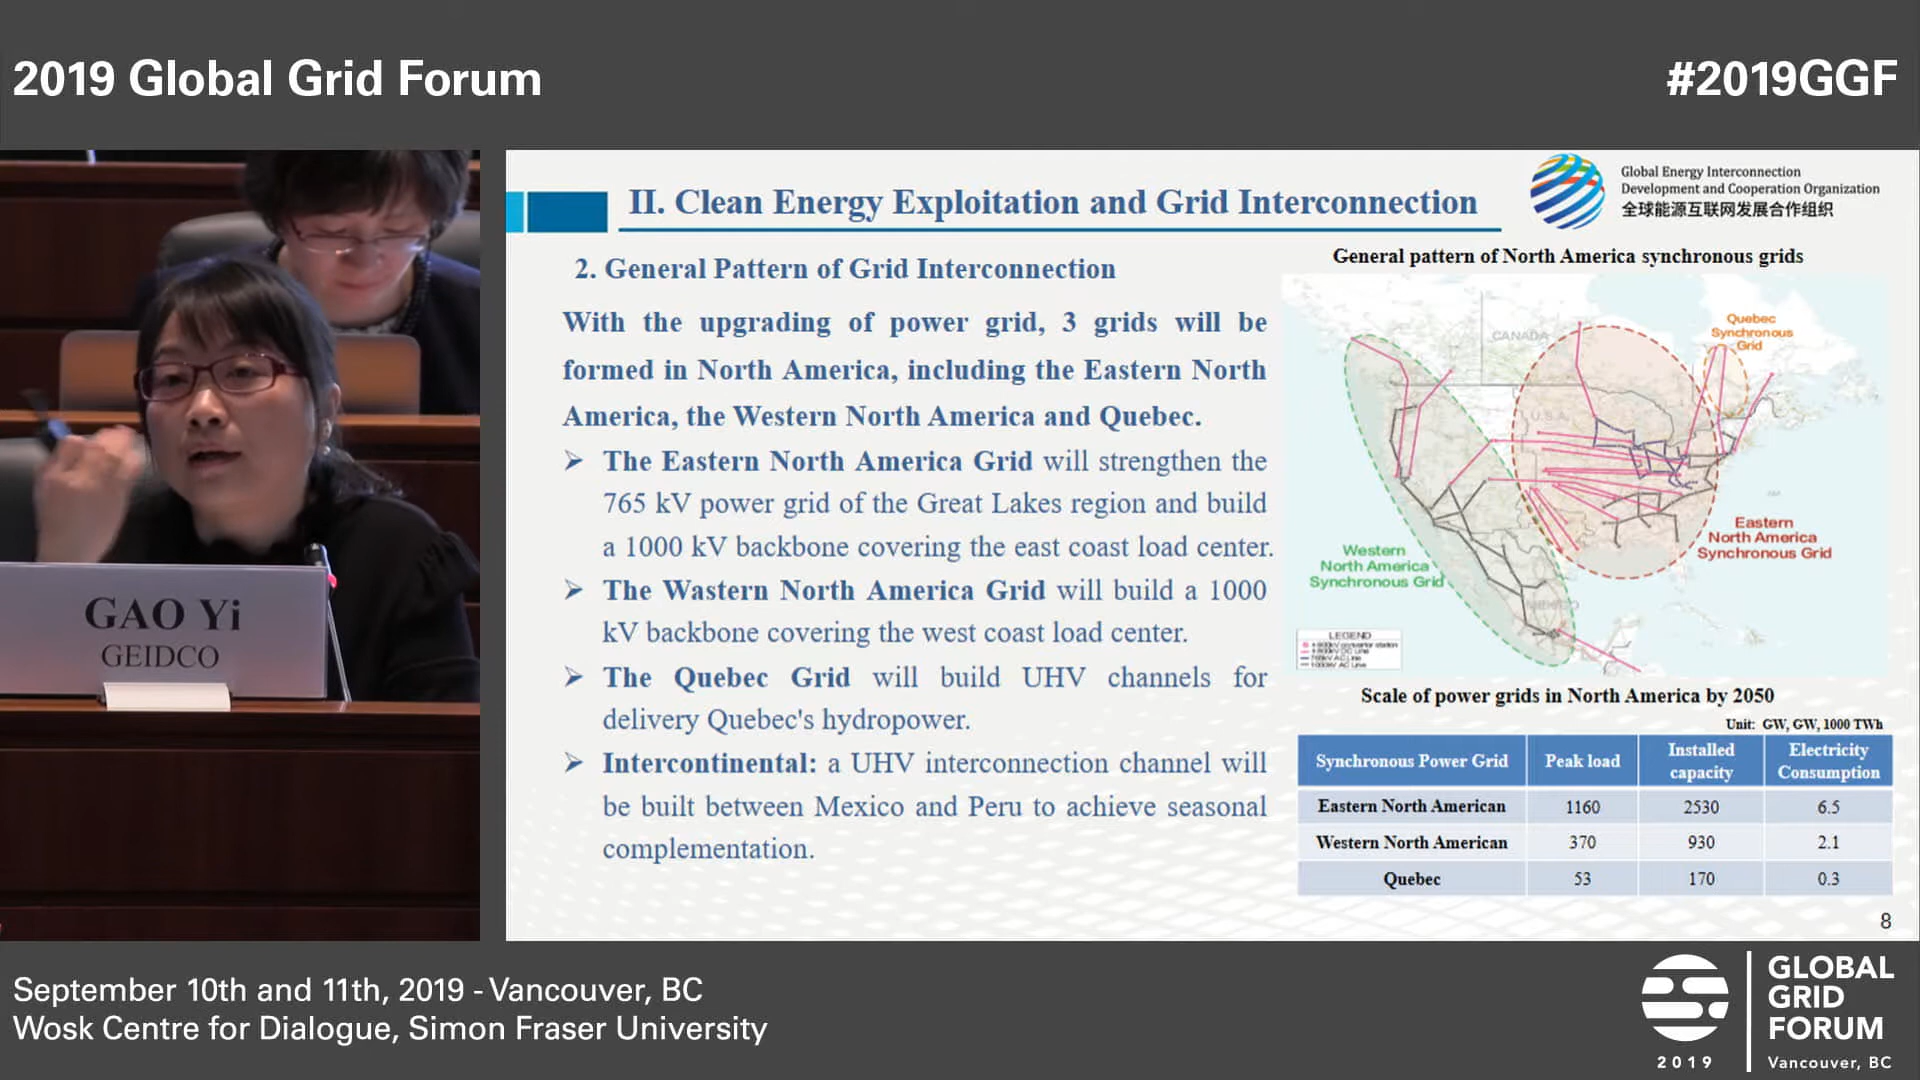 2019 Global Grid Forum
#2019GGF
GAO Yi
GEIDCO
II. Clean Energy Exploitation and Grid Interconnection
Global Energy Interconnection
Development and Cooperation Organization
全球能源互联网发展合作组织
2. General Pattern of Grid Interconnection
With the upgrading of power grid, 3 grids will be
formed in North America, including the Eastern North
America, the Western North America and Quebec.
➢ The Eastern North America Grid will strengthen the
765 kV power grid of the Great Lakes region and build
a 1000 kV backbone covering the east coast load center.
➢ The Wastern North America Grid will build a 1000
kV backbone covering the west coast load center.
➢ The Quebec Grid will build UHV channels for
delivery Quebec's hydropower.
➢ Intercontinental: a UHV interconnection channel will
be built between Mexico and Peru to achieve seasonal
complementation.
General pattern of North America synchronous grids
CANADA
Quebec
Synchronous
Grid
U.S.A.
Eastern
North America
Synchronous Grid
Western
North America
Synchronous Grid
MEXICO
LEGEND
Scale of power grids in North America by 2050
Unit: GW, GW, 1000 TWh
Synchronous Power Grid Peak load Installed capacity Electricity Consumption
Eastern North American 1160 2530 6.5
Western North American 370 930 2.1
Quebec 53 170 0.3
8
September 10th and 11th, 2019 - Vancouver, BC
Wosk Centre for Dialogue, Simon Fraser University
2019
GLOBAL
GRID
FORUM
Vancouver, BC